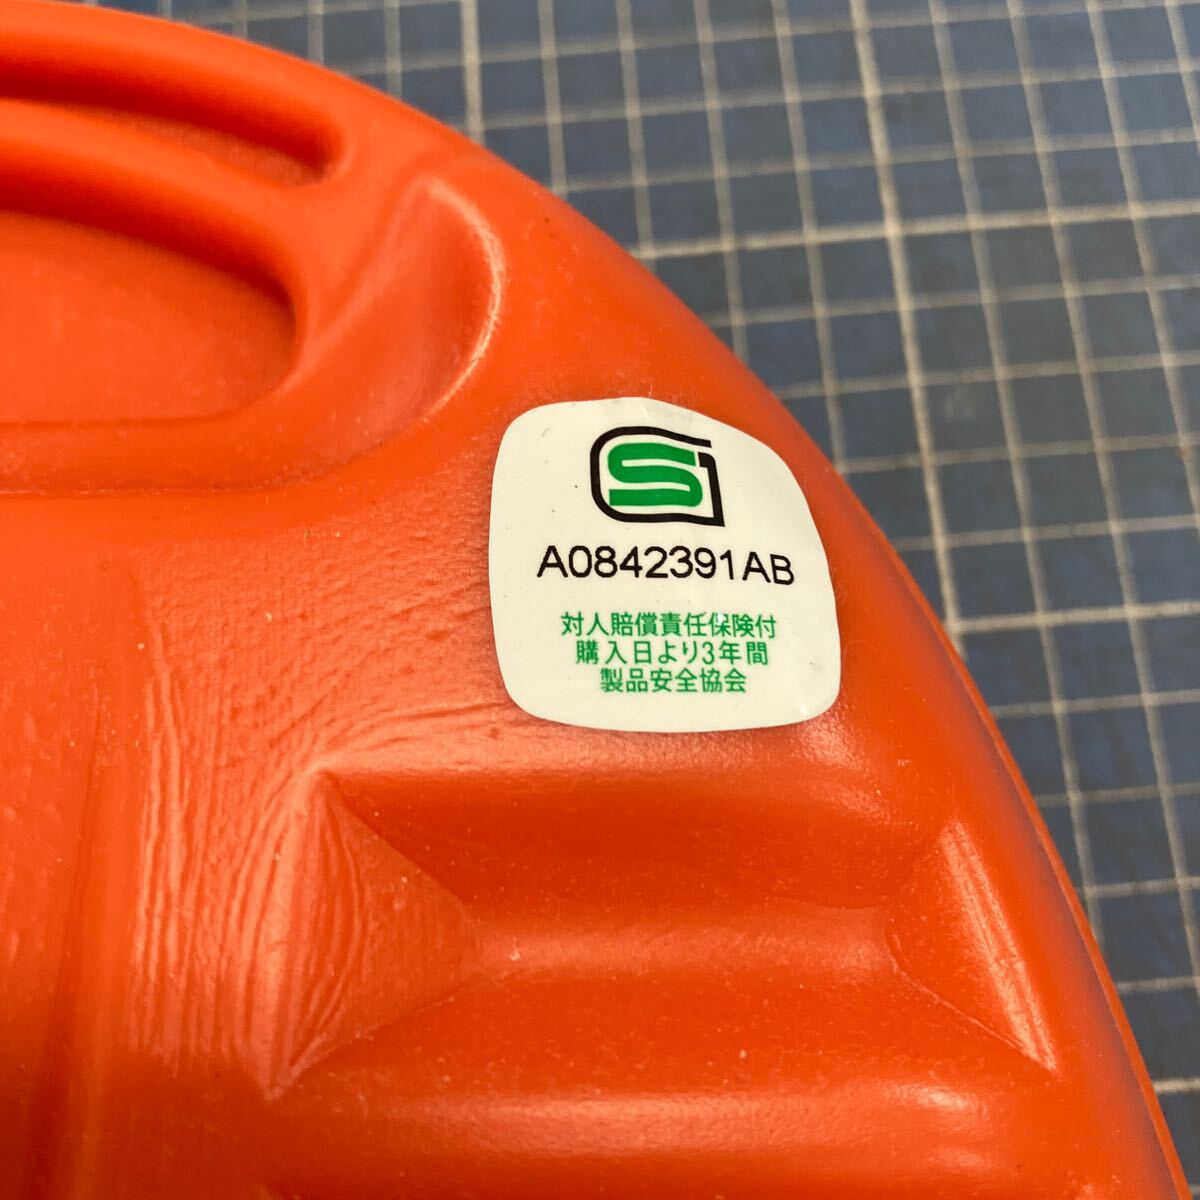 SG
A0842391AB
対人賠償責任保険付
購入日より3年間
製品安全協会